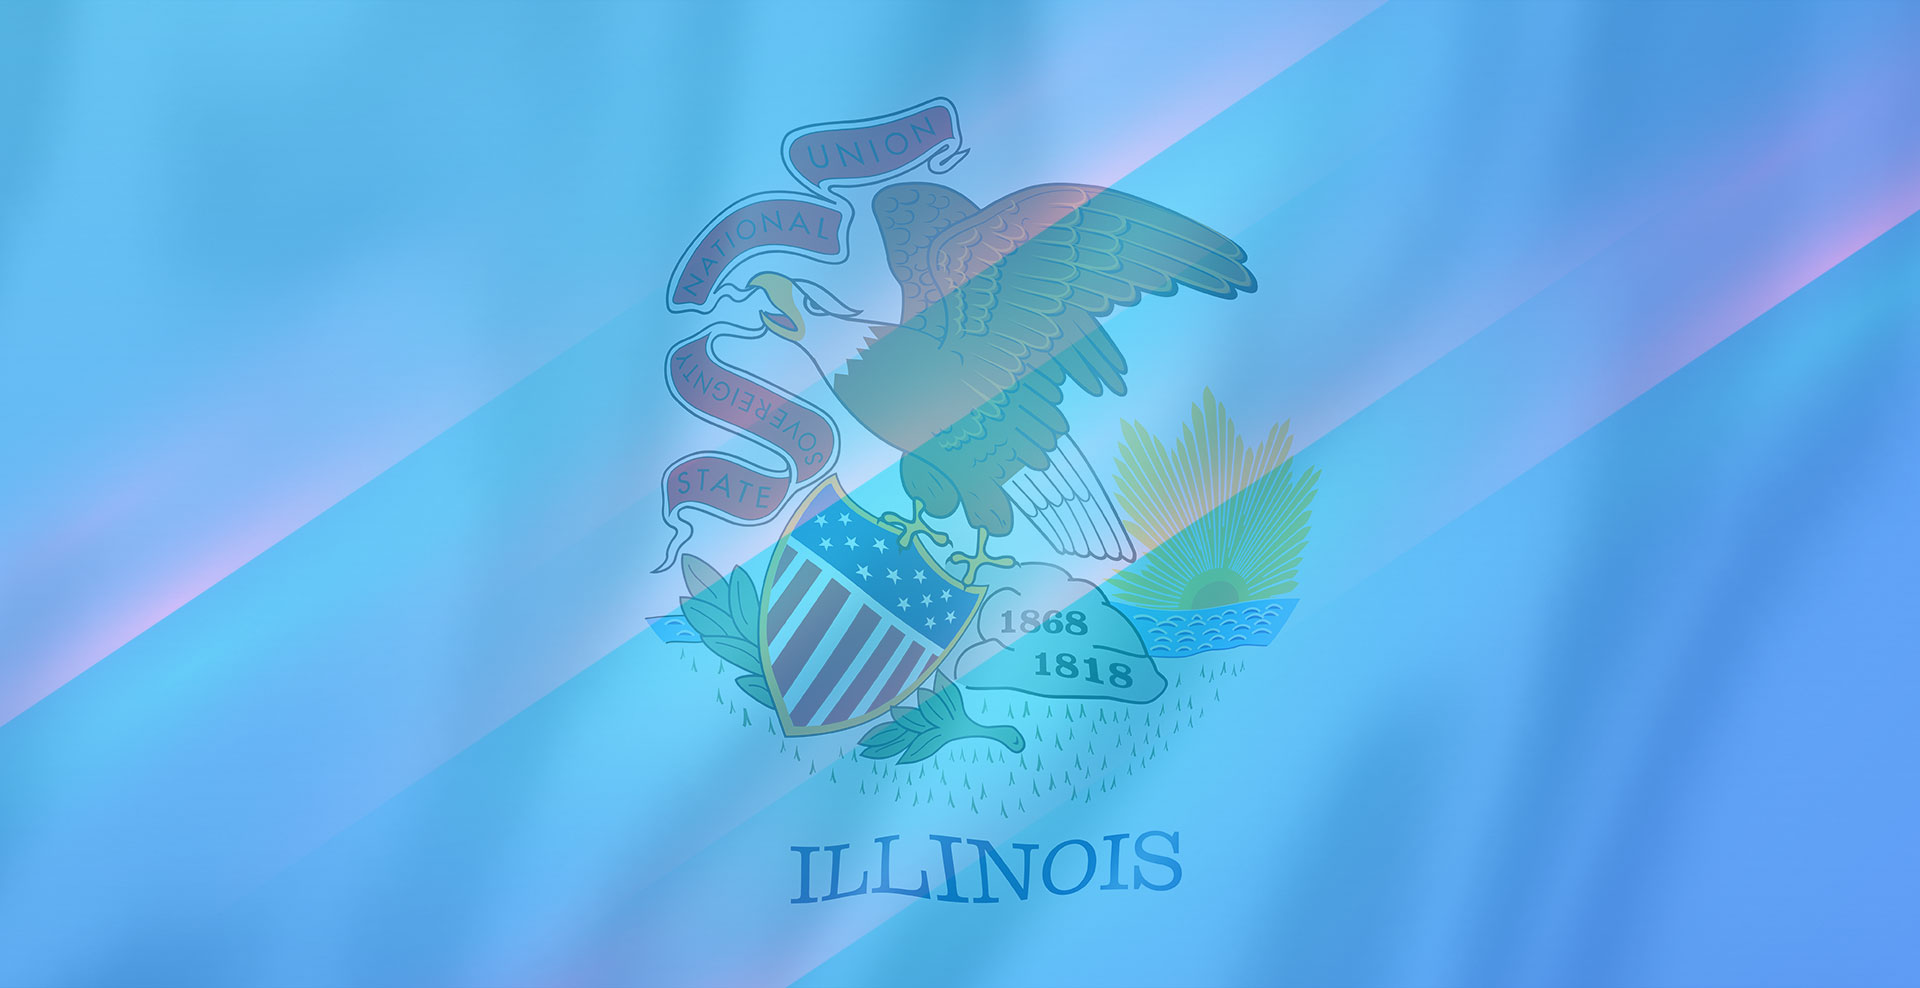 UNION
NATIONAL
SOVEREIGNTY
STATE
1868
1818
ILLINOIS